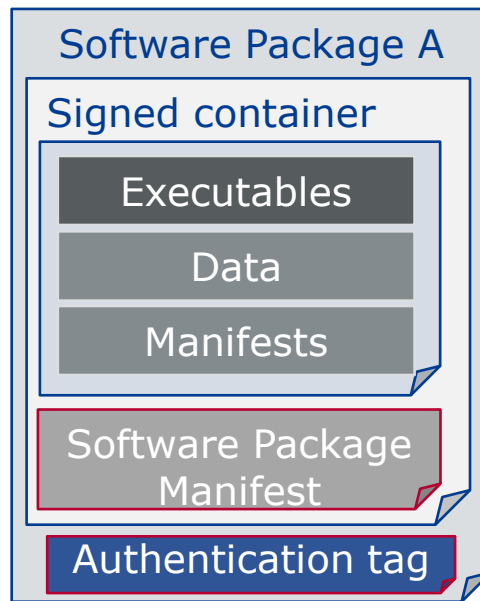 Software Package A
Signed container
Executables
Data
Manifests
Software Package
Manifest
Authentication tag